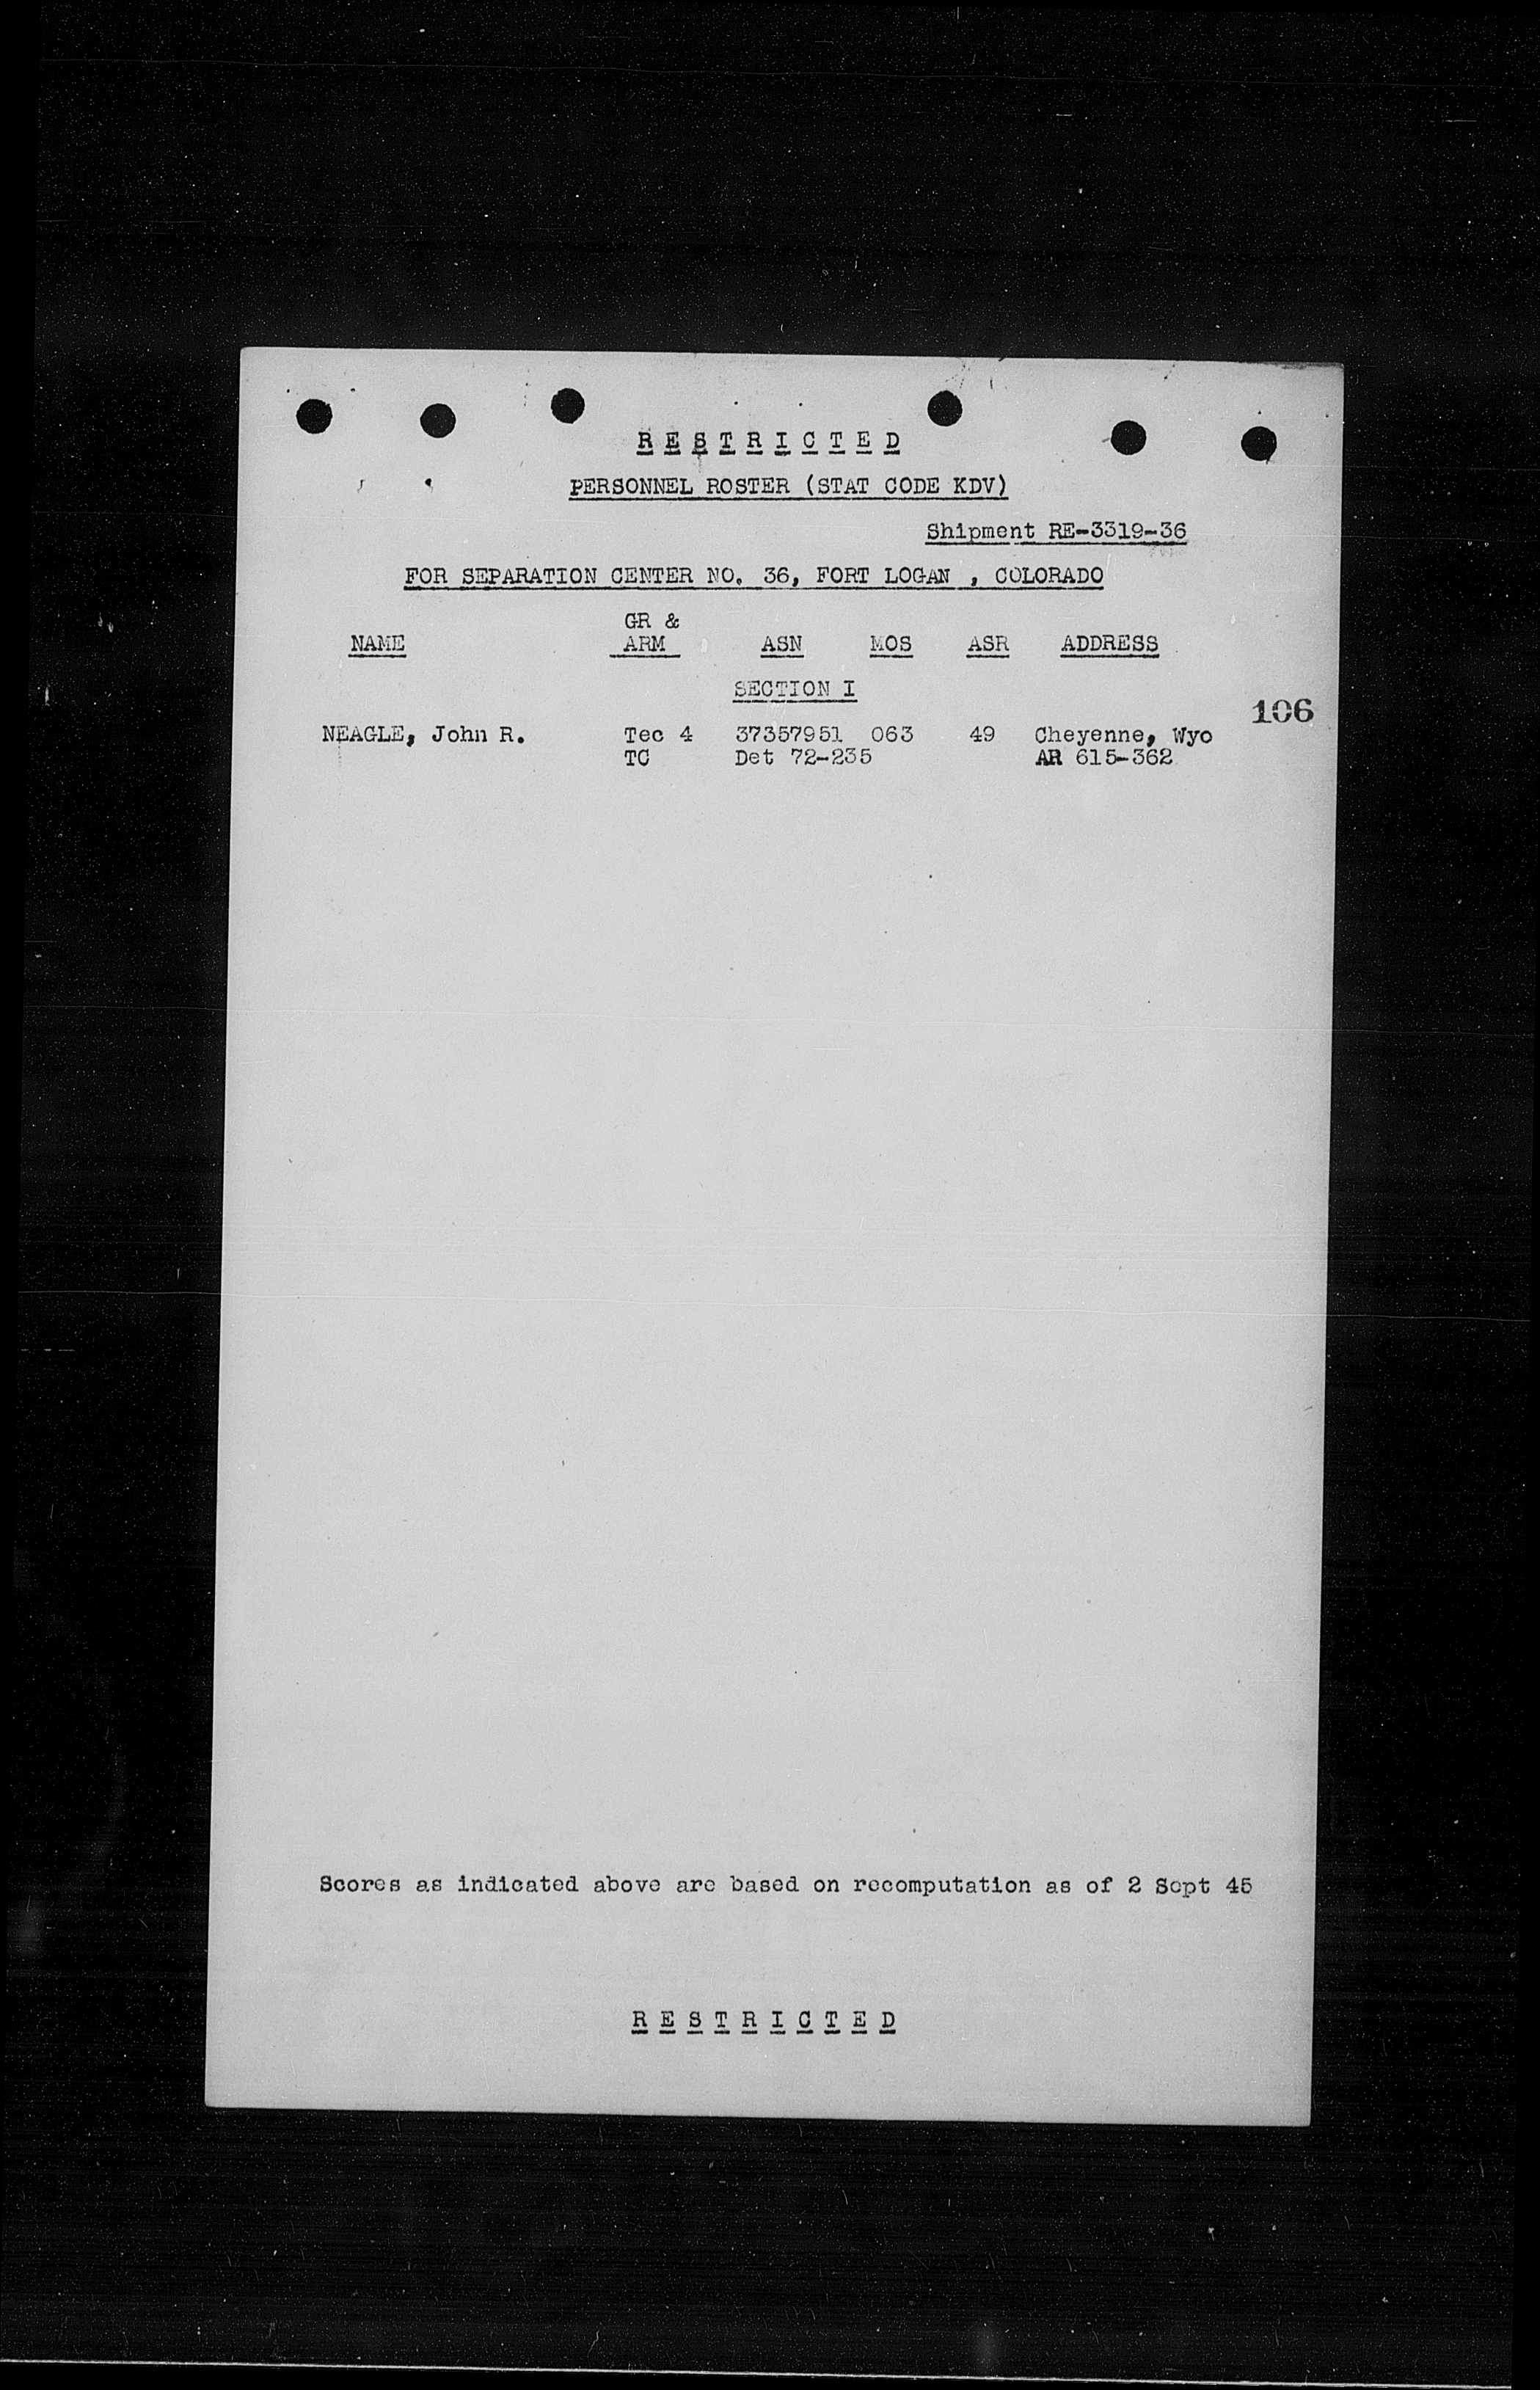 RESTRICTED
PERSONNEL ROSTER (STAT CODE KDV)
Shipment RE-3319-36
FOR SEPARATION CENTER NO. 36, FORT LOGAN , COLORADO
GR &
NAME ARM ASN MOS ASR ADDRESS
SECTION I
106
NEAGLE, John R. Tec 4 37357951 063 49 Cheyenne, Wyo
TC Det 72-235 AR 615-362
Scores as indicated above are based on recomputation as of 2 Sept 45
RESTRICTED